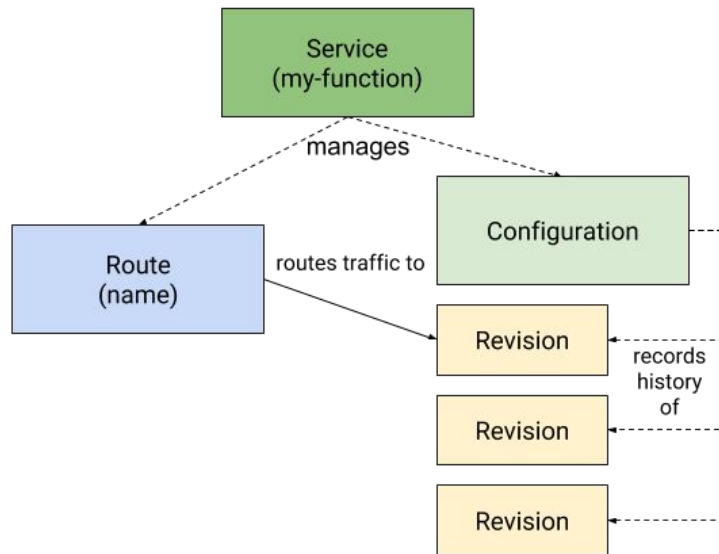 Service
(my-function)
manages
Configuration
Route
(name)
routes traffic to
Revision
records
history
of
Revision
Revision